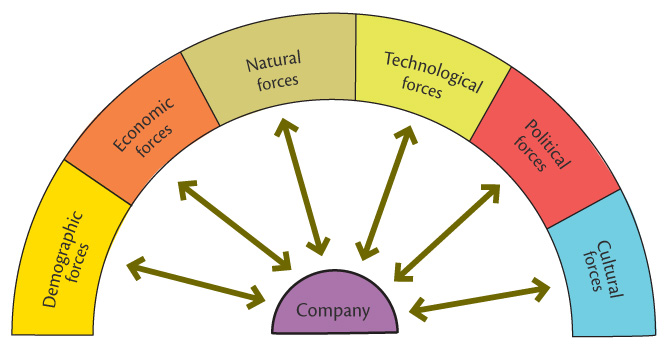 Demographic
forces
Economic
forces
Natural
forces
Technological
forces
Political
forces
Cultural
forces
Company